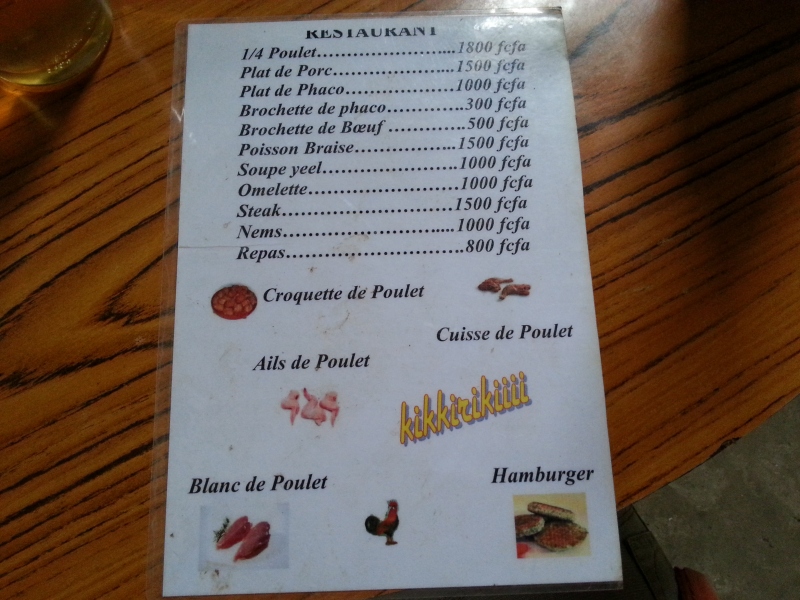 RESTAURANT
1/4 Poulet.......................1800 fcfa
Plat de Porc.......................1500 fcfa
Plat de Phaco.....................1000 fcfa
Brochette de phaco..............300 fcfa
Brochette de Bœuf ..............500 fcfa
Poisson Braise.....................1500 fcfa
Soupe yeel..........................1000 fcfa
Omelette............................1000 fcfa
Steak................................1500 fcfa
Nems................................1000 fcfa
Repas.................................800 fcfa
Croquette de Poulet
Cuisse de Poulet
Ails de Poulet
kikkirikiiii
Blanc de Poulet
Hamburger